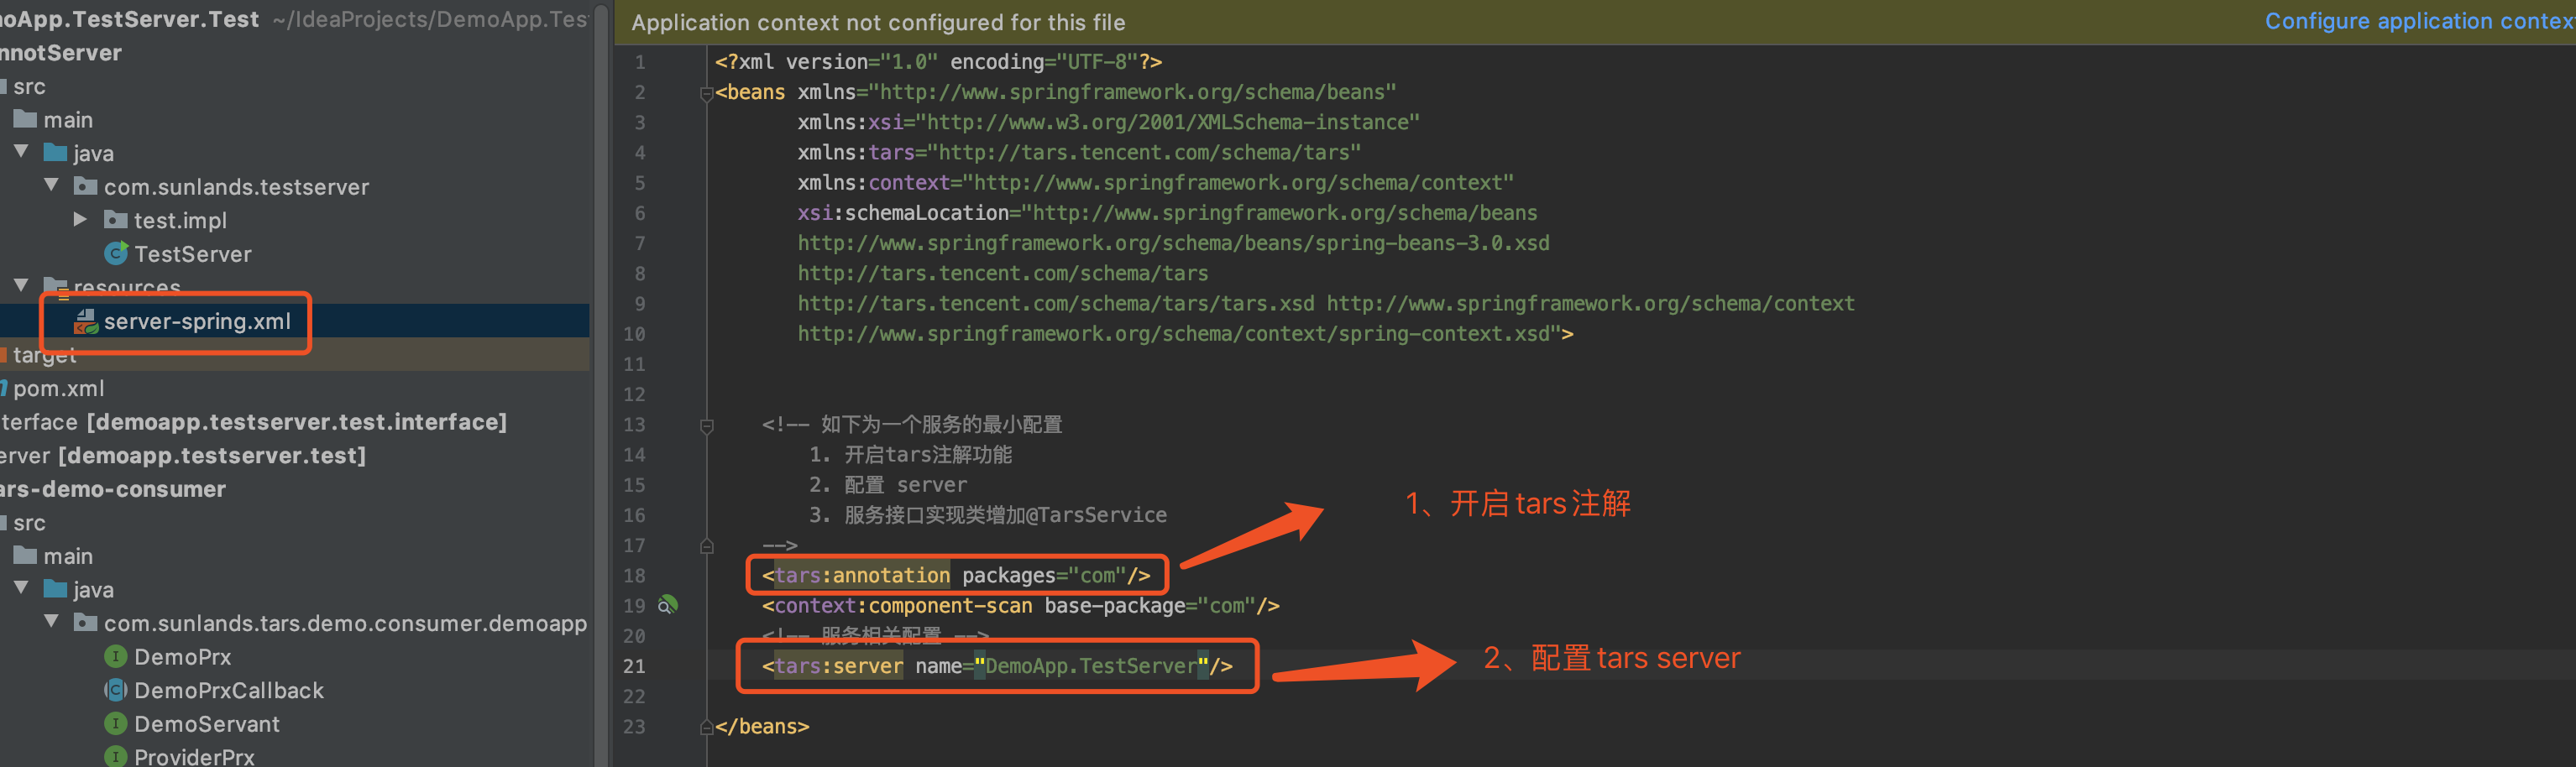 oApp.TestServer.Test ~/IdeaProjects/DemoApp.Tes
nnotServer
src
main
java
com.sunlands.testserver
test.impl
TestServer
resources
server-spring.xml
target
pom.xml
terface [demoapp.testserver.test.interface]
erver [demoapp.testserver.test]
ars-demo-consumer
src
main
java
com.sunlands.tars.demo.consumer.demoapp
DemoPrx
DemoPrxCallback
DemoServant
ProviderPrx
Application context not configured for this file
Configure application contex
1 <?xml version="1.0" encoding="UTF-8"?>
2 <beans xmlns="http://www.springframework.org/schema/beans"
3 xmlns:xsi="http://www.w3.org/2001/XMLSchema-instance"
4 xmlns:tars="http://tars.tencent.com/schema/tars"
5 xmlns:context="http://www.springframework.org/schema/context"
6 xsi:schemaLocation="http://www.springframework.org/schema/beans
7 http://www.springframework.org/schema/beans/spring-beans-3.0.xsd
8 http://tars.tencent.com/schema/tars
9 http://tars.tencent.com/schema/tars/tars.xsd http://www.springframework.org/schema/context
10 http://www.springframework.org/schema/context/spring-context.xsd">
11
12
13 <!-- 如下为一个服务的最小配置
14 1. 开启tars注解功能
15 2. 配置 server
16 3. 服务接口实现类增加@TarsService
17 -->
18 <tars:annotation packages="com"/>
19 <context:component-scan base-package="com"/>
20 <!-- 服务相关配置 -->
21 <tars:server name="DemoApp.TestServer"/>
22
23 </beans>
1、开启tars注解
2、配置tars server